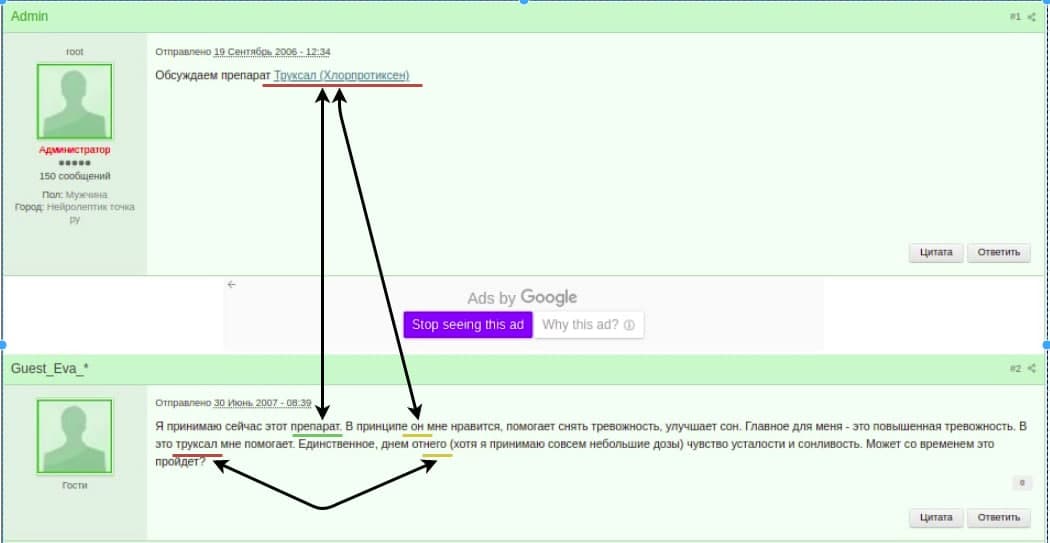 Admin
#1
root
Отправлено 19 Сентябрь 2006 - 12:34
Обсуждаем препарат Труксал (Хлорпротиксен)
Администратор
150 сообщений
Пол: Мужчина
Город: Нейролептик точка
ру
Цитата Ответить
Ads by Google
Stop seeing this ad Why this ad?
Guest_Eva_*
#2
Отправлено 30 Июнь 2007 - 08:39
Я принимаю сейчас этот препарат. В принципе он мне нравится, помогает снять тревожность, улучшает сон. Главное для меня - это повышенная тревожность. В
это труксал мне помогает. Единственное, днем отнего (хотя я принимаю совсем небольшие дозы) чувство усталости и сонливость. Может со временем это
пройдет?
Гости
0
Цитата Ответить